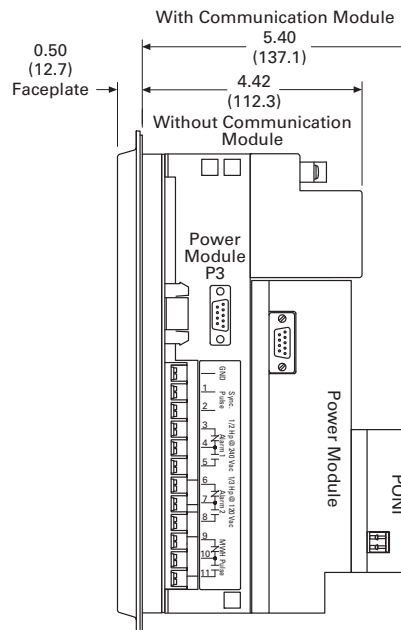 With Communication Module
5.40
(137.1)
0.50
(12.7)
Faceplate
4.42
(112.3)
Without Communication
Module
Power
Module
P3
GND
1
2
3
4
5
6
7
8
9
10
11
Sync.
Pulse
1/2 Hp @ 240 Vac
Alarm 1
1/3 Hp @ 120 Vac
Alarm 2
MWH Pulse
Power Module
PONI